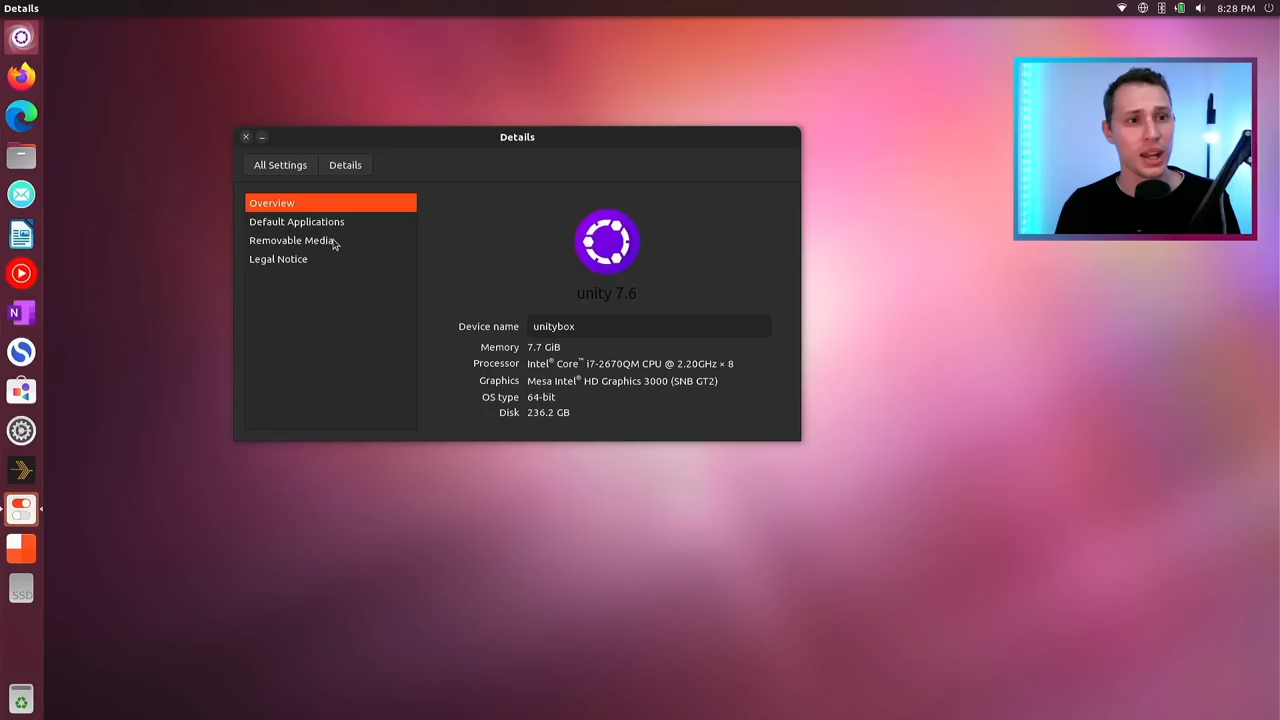 Details
8:28 PM
Details
All Settings
Details
Overview
Default Applications
Removable Media
Legal Notice
unity 7.6
Device name unitybox
Memory 7.7 GiB
Processor Intel® Core™ i7-2670QM CPU @ 2.20GHz × 8
Graphics Mesa Intel® HD Graphics 3000 (SNB GT2)
OS type 64-bit
Disk 236.2 GB
N
SSD